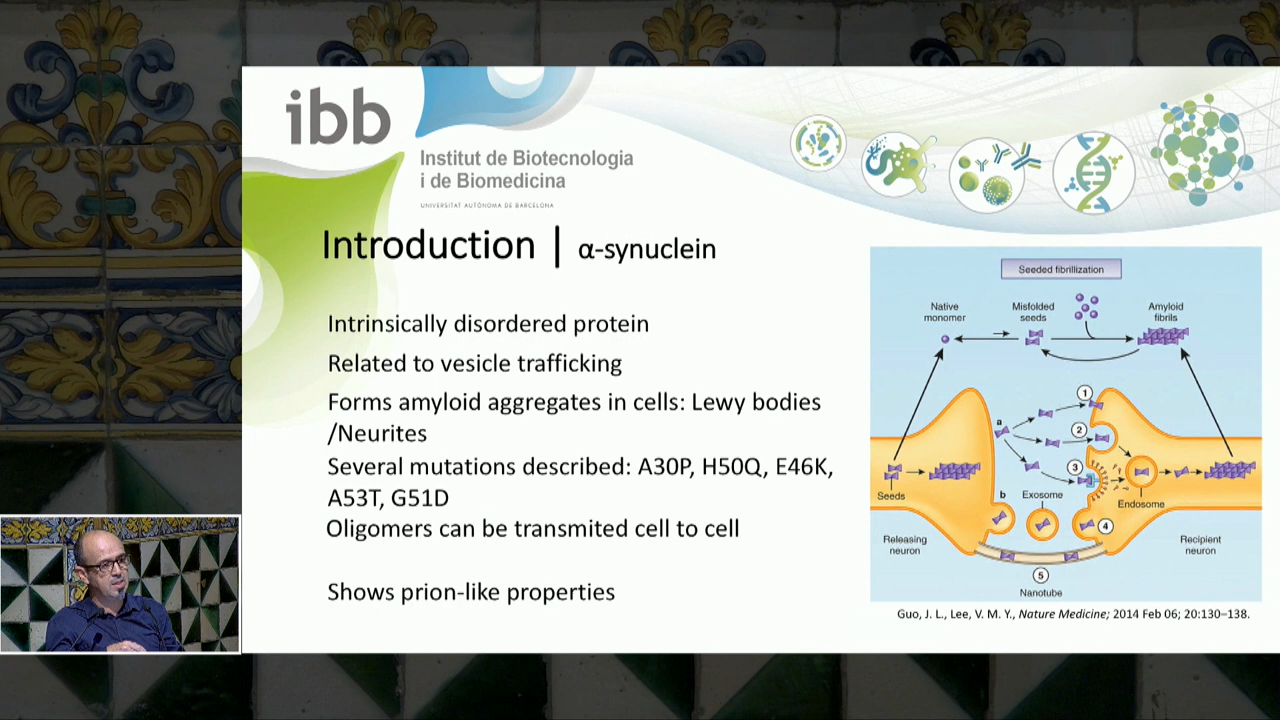 ibb
Institut de Biotecnologia
i de Biomedicina
UNIVERSITAT AUTÒNOMA DE BARCELONA
Introduction | α-synuclein
Intrinsically disordered protein
Related to vesicle trafficking
Forms amyloid aggregates in cells: Lewy bodies
/Neurites
Several mutations described: A30P, H50Q, E46K,
A53T, G51D
Oligomers can be transmited cell to cell
Shows prion-like properties
Seeded fibrillization
Native
monomer
Misfolded
seeds
Amyloid
fibrils
1
a
2
3
Seeds
b
Exosome
Endosome
4
Releasing
neuron
Recipient
neuron
5
Nanotube
Guo, J. L., Lee, V. M. Y., Nature Medicine; 2014 Feb 06; 20:130–138.